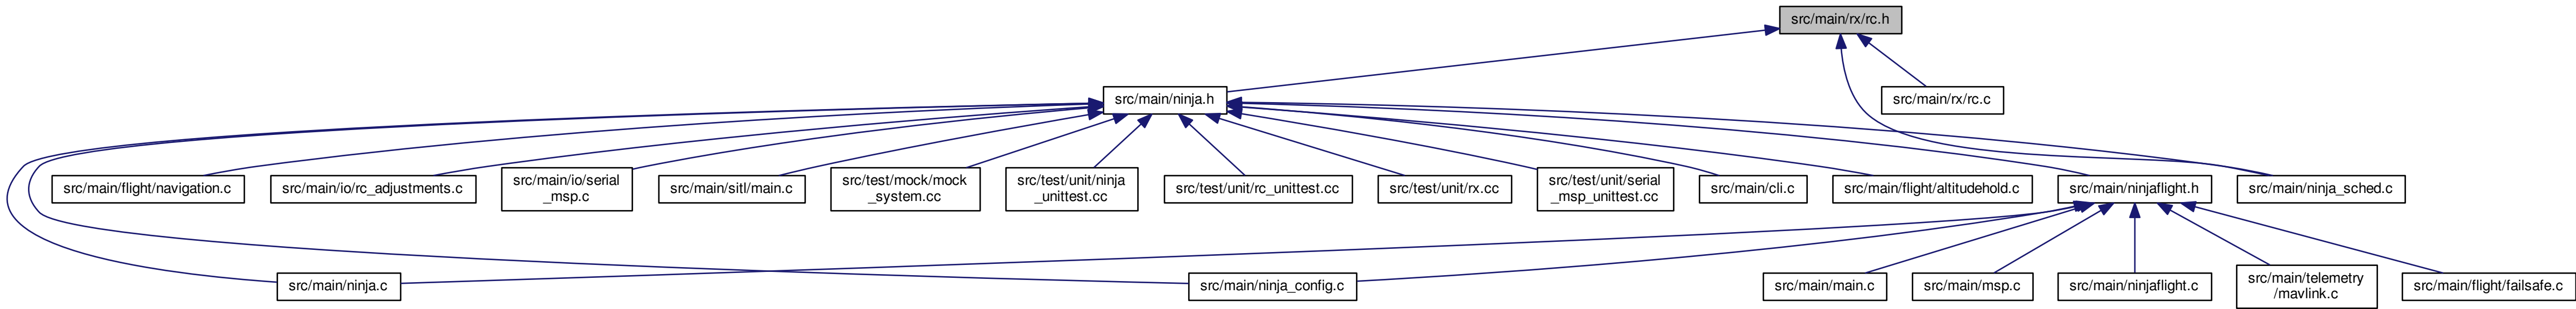 src/main/rx/rc.h
src/main/ninja.h
src/main/rx/rc.c
src/main/flight/navigation.c
src/main/io/rc_adjustments.c
src/main/io/serial
_msp.c
src/main/sitl/main.c
src/test/mock/mock
_system.cc
src/test/unit/ninja
_unittest.cc
src/test/unit/rc_unittest.cc
src/test/unit/rx.cc
src/test/unit/serial
_msp_unittest.cc
src/main/cli.c
src/main/flight/altitudehold.c
src/main/ninjaflight.h
src/main/ninja_sched.c
src/main/ninja.c
src/main/ninja_config.c
src/main/main.c
src/main/msp.c
src/main/ninjaflight.c
src/main/telemetry
/mavlink.c
src/main/flight/failsafe.c